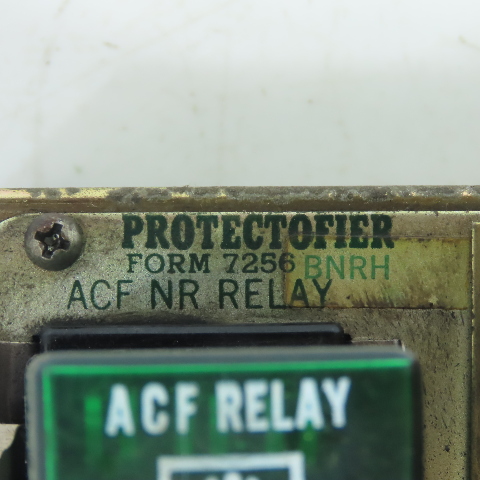 PROTECTOFIER
FORM 7256 BNRH
ACF NR RELAY
ACF RELAY